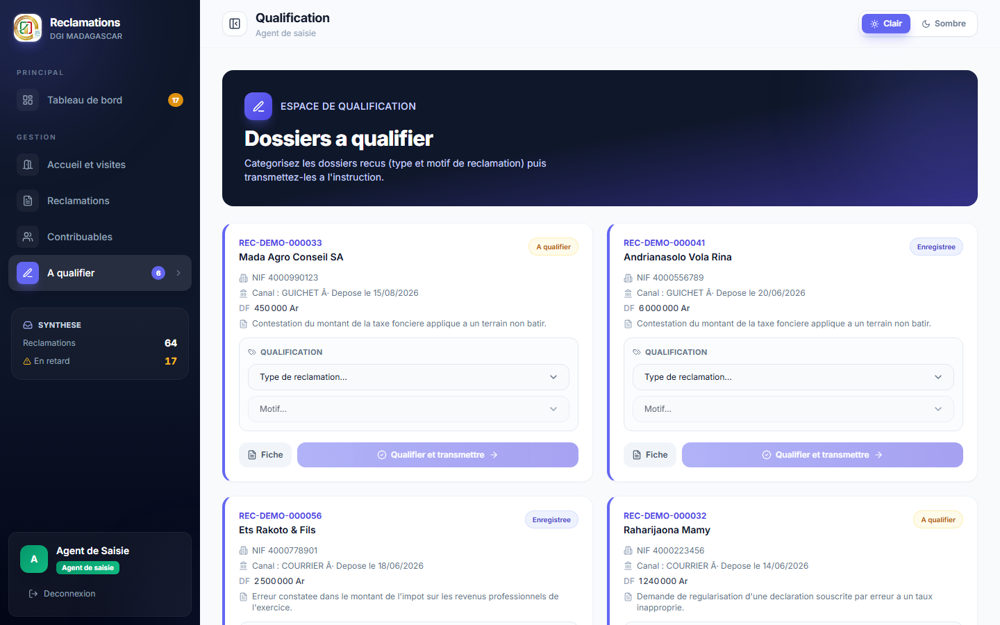 Reclamations
DGI MADAGASCAR
PRINCIPAL
Tableau de bord
17
GESTION
Accueil et visites
Reclamations
Contribuables
A qualifier
6
SYNTHESE
Reclamations
64
En retard
17
A
Agent de Saisie
Agent de saisie
Deconnexion
Qualification
Agent de saisie
Clair
Sombre
ESPACE DE QUALIFICATION
Dossiers a qualifier
Categorisez les dossiers recus (type et motif de reclamation) puis
transmettez-les a l'instruction.
REC-DEMO-000033
A qualifier
Mada Agro Conseil SA
NIF 4000990123
Canal : GUICHET Â· Depose le 15/08/2026
DF 450 000 Ar
Contestation du montant de la taxe fonciere applique a un terrain non batir.
QUALIFICATION
Type de reclamation...
Motif...
Fiche
Qualifier et transmettre
REC-DEMO-000041
Enregistree
Andrianasolo Vola Rina
NIF 4000556789
Canal : GUICHET Â· Depose le 20/06/2026
DF 6 000 000 Ar
Contestation du montant de la taxe fonciere applique a un terrain non batir.
QUALIFICATION
Type de reclamation...
Motif...
Fiche
Qualifier et transmettre
REC-DEMO-000056
Enregistree
Ets Rakoto & Fils
NIF 4000778901
Canal : COURRIER Â· Depose le 18/06/2026
DF 2 500 000 Ar
Erreur constatee dans le montant de l'impot sur les revenus professionnels de
l'exercice.
REC-DEMO-000032
A qualifier
Raharijaona Mamy
NIF 4000223456
Canal : COURRIER Â· Depose le 14/06/2026
DF 1 240 000 Ar
Demande de regularisation d'une declaration souscrite par erreur a un taux
inapproprie.